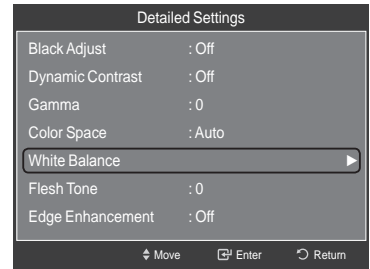 Detailed Settings
Black Adjust : Off
Dynamic Contrast : Off
Gamma : 0
Color Space : Auto
White Balance
Flesh Tone : 0
Edge Enhancement : Off
Move Enter Return